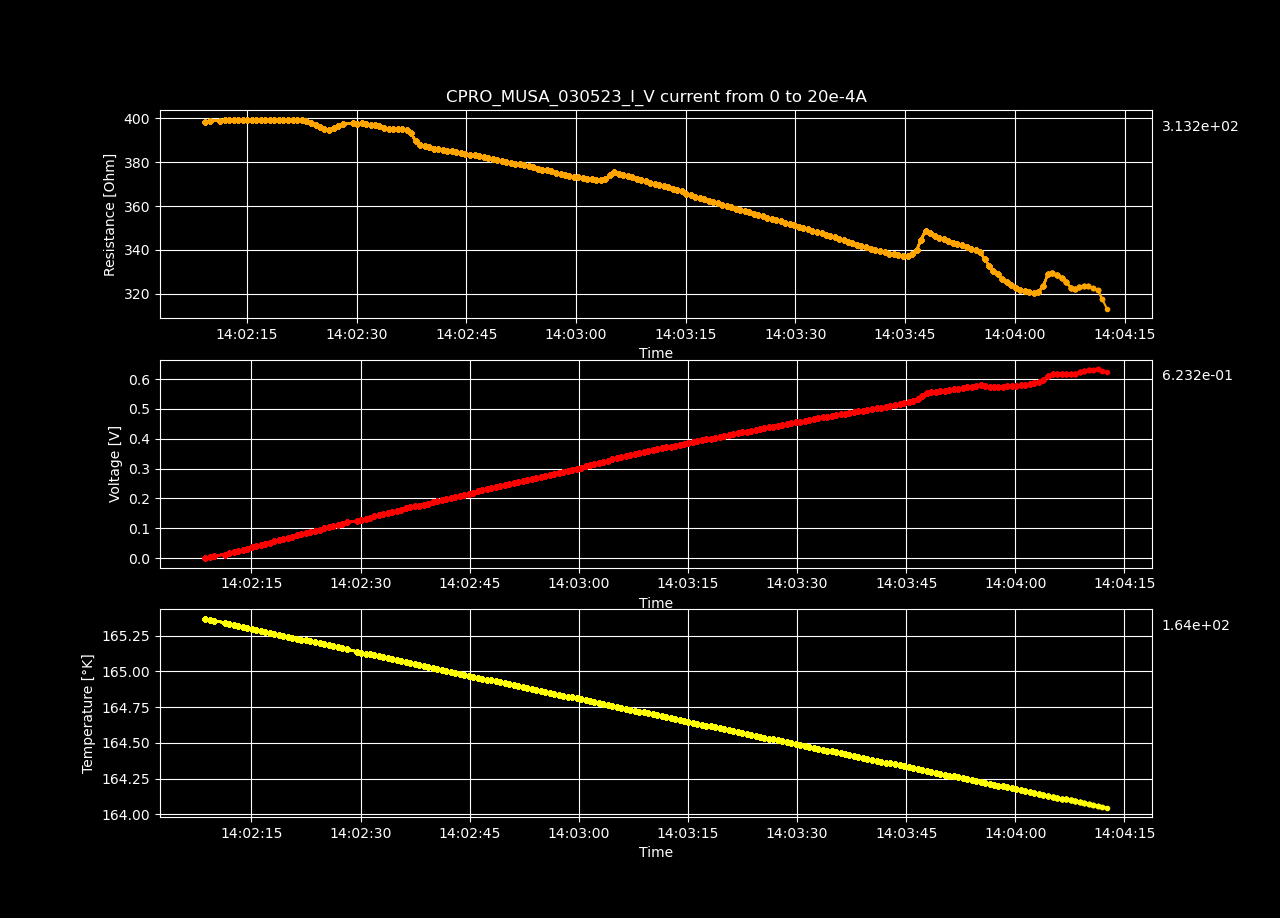 CPRO_MUSA_030523_I_V current from 0 to 20e-4A
400
380
360
340
320
Resistance [Ohm]
3.132e+02
14:02:15 14:02:30 14:02:45 14:03:00 14:03:15 14:03:30 14:03:45 14:04:00 14:04:15
Time
0.6
0.5
0.4
0.3
0.2
0.1
0.0
Voltage [V]
6.232e-01
14:02:15 14:02:30 14:02:45 14:03:00 14:03:15 14:03:30 14:03:45 14:04:00 14:04:15
Time
165.25
165.00
164.75
164.50
164.25
164.00
Temperature [°K]
1.64e+02
14:02:15 14:02:30 14:02:45 14:03:00 14:03:15 14:03:30 14:03:45 14:04:00 14:04:15
Time